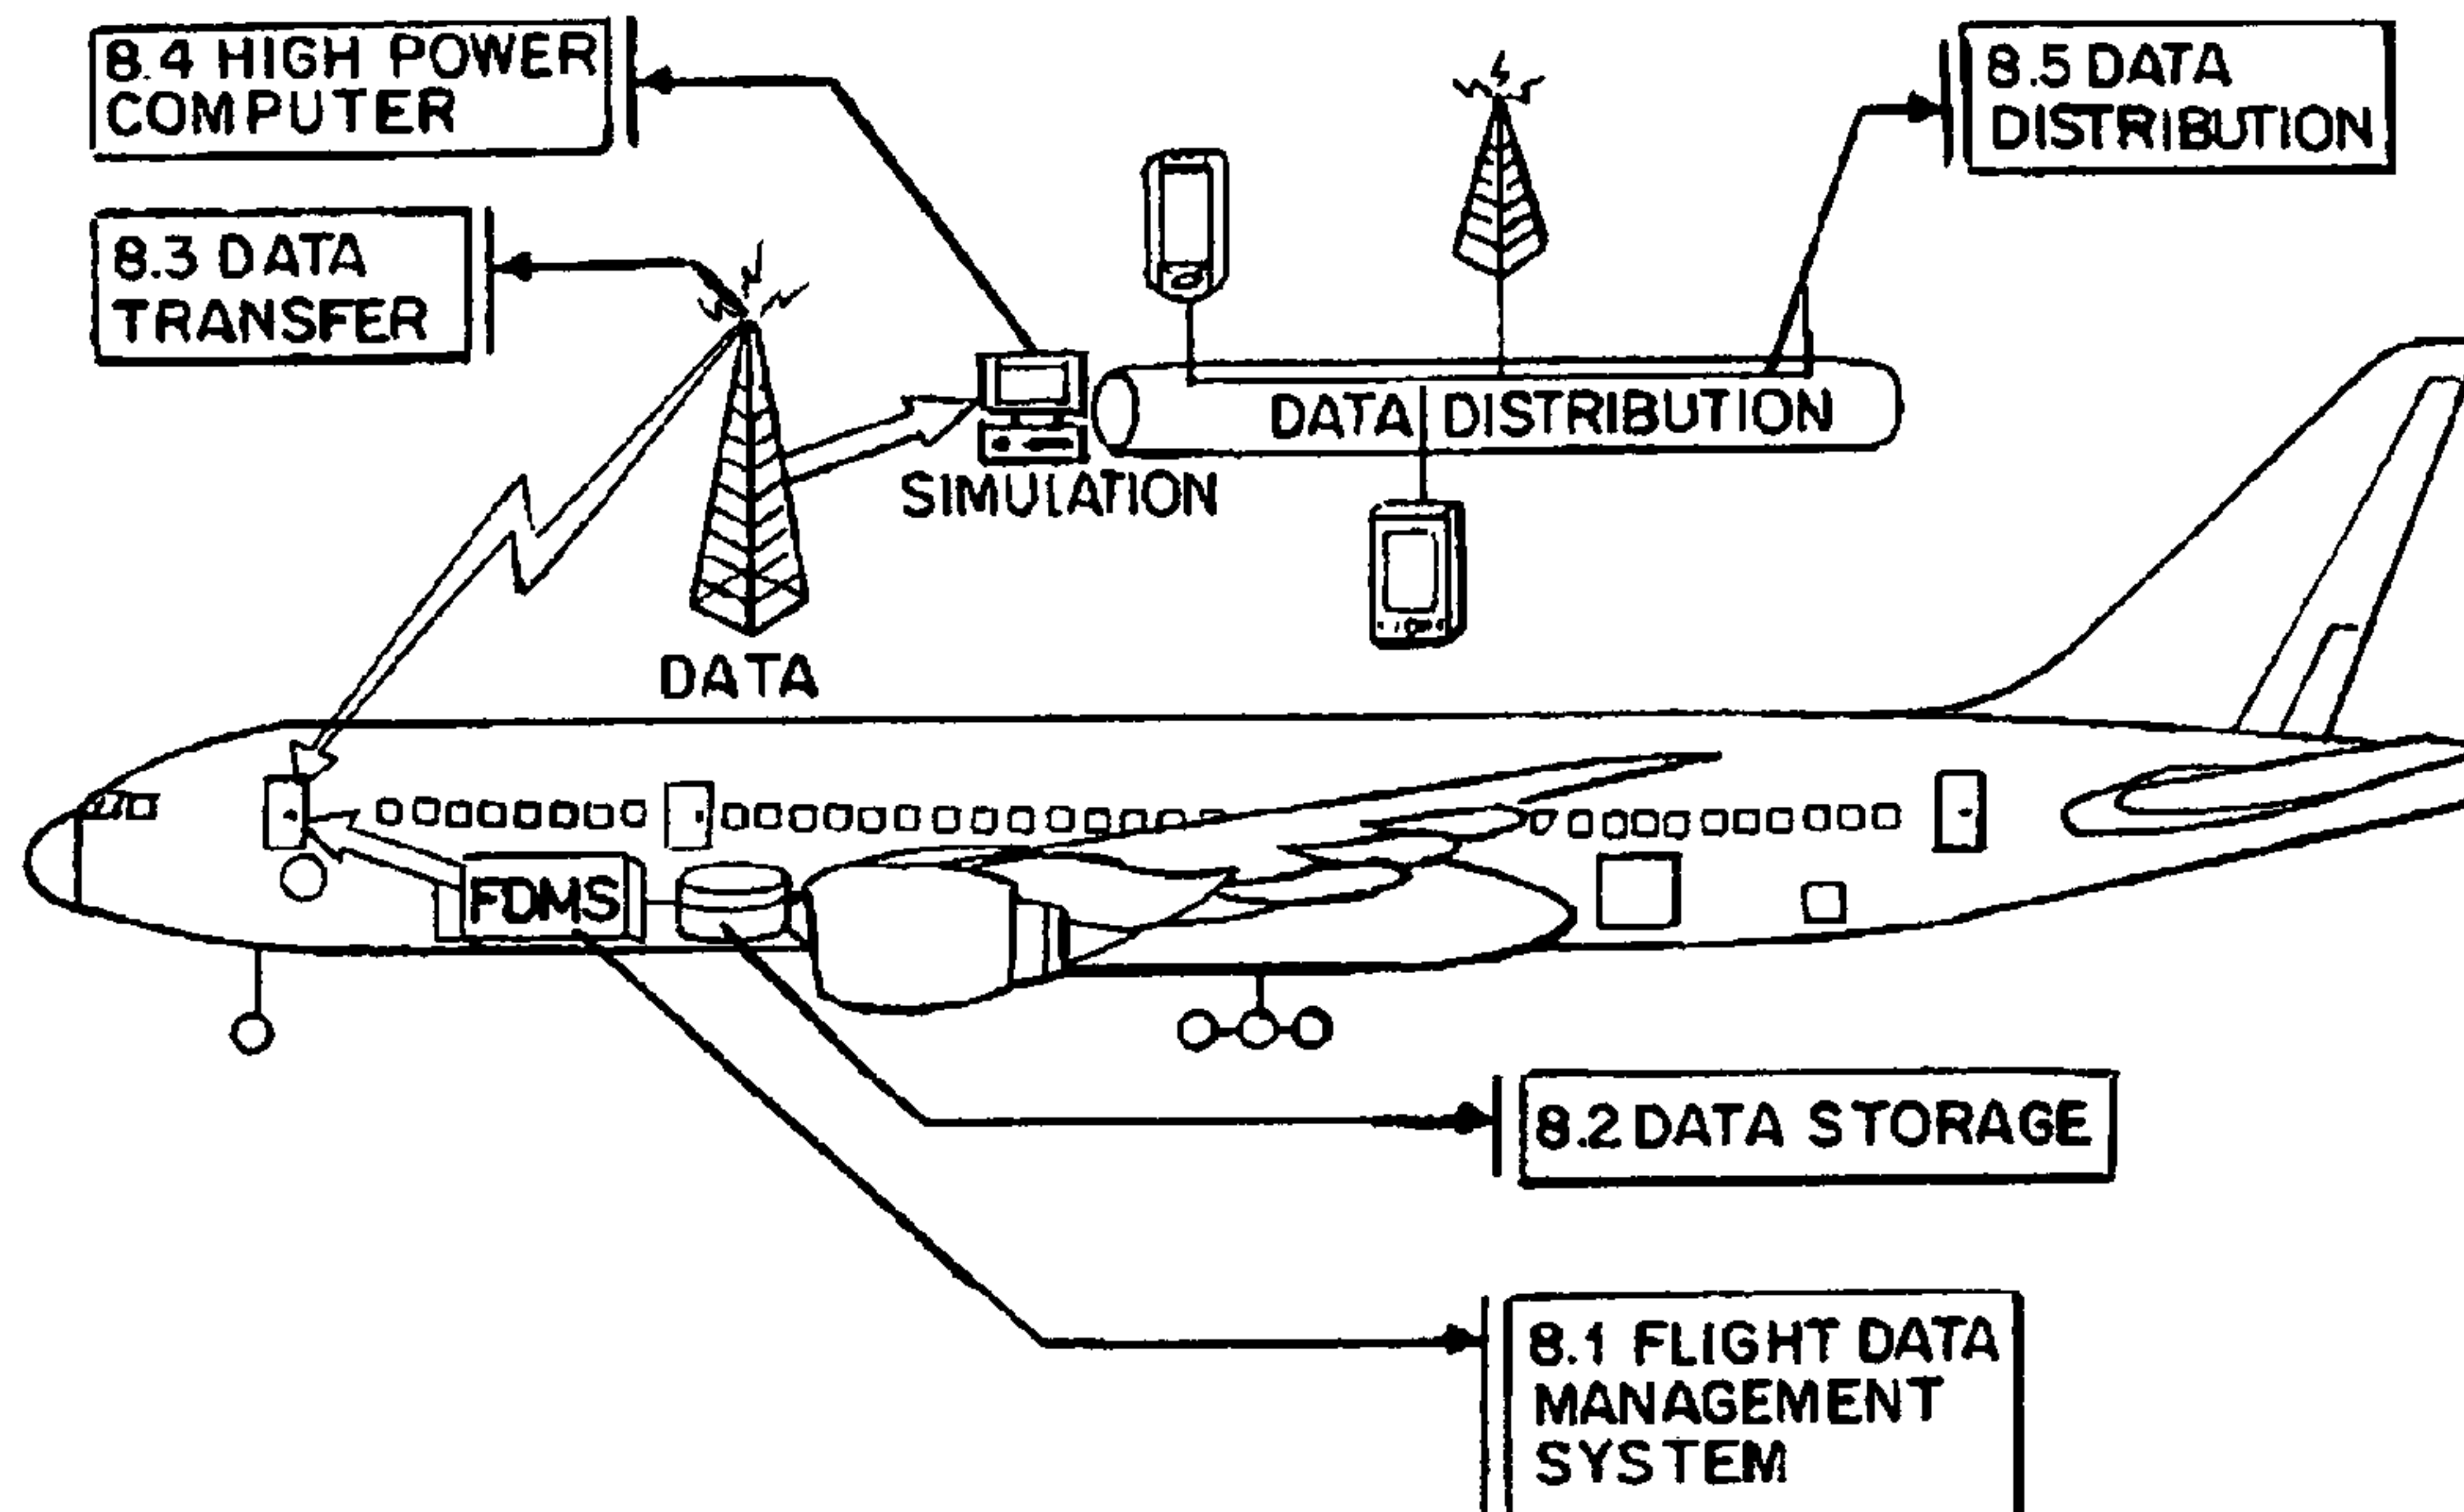 8.4 HIGH POWER
COMPUTER
8.5 DATA
DISTRIBUTION
8.3 DATA
TRANSFER
DATA DISTRIBUTION
SIMULATION
DATA
FDMS
8.2 DATA STORAGE
8.1 FLIGHT DATA
MANAGEMENT
SYSTEM